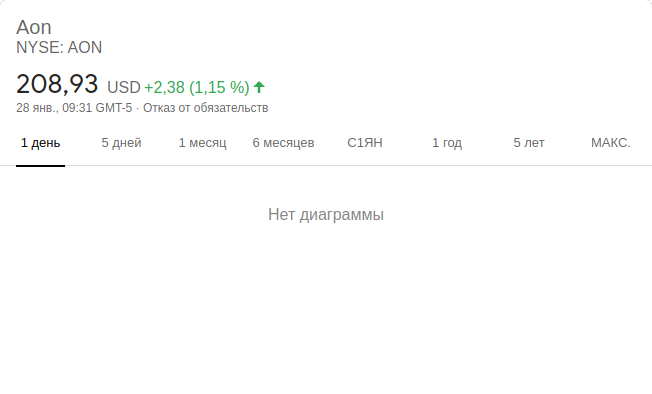 Aon
NYSE: AON
208,93 USD +2,38 (1,15 %)
28 янв., 09:31 GMT-5 · Отказ от обязательств
1 день 5 дней 1 месяц 6 месяцев С1ЯН 1 год 5 лет МАКС.
Нет диаграммы